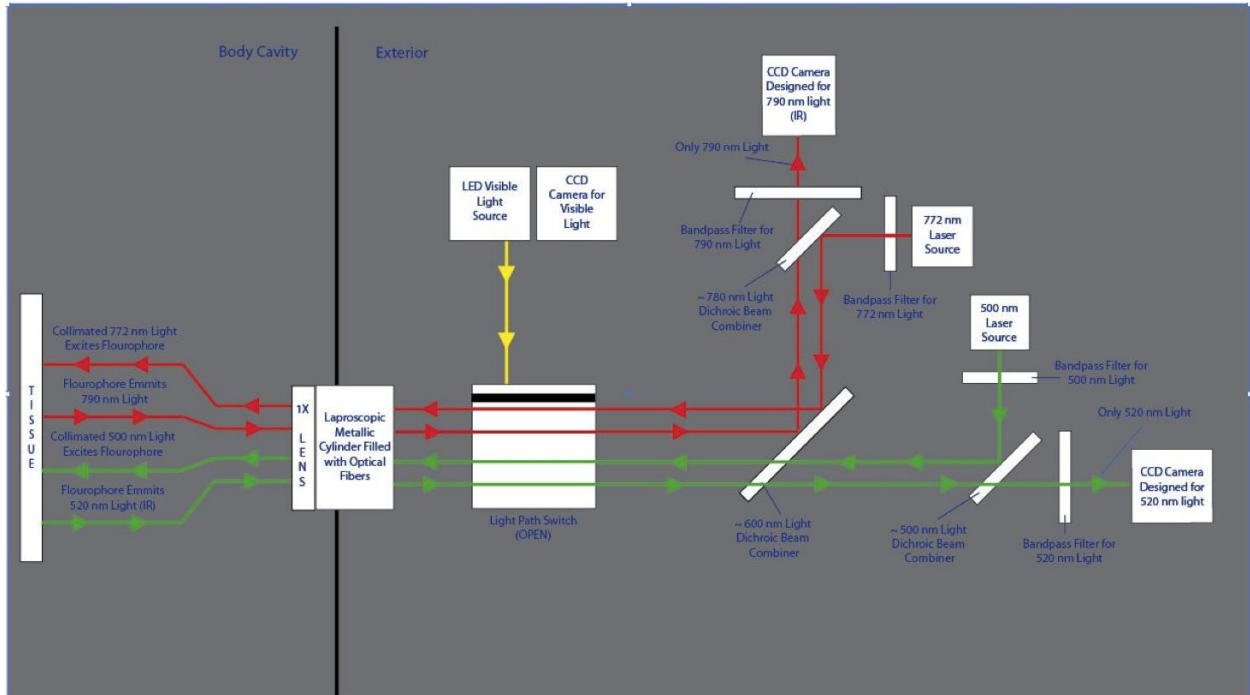 Body Cavity
Exterior
CCD Camera
Designed for
790 nm light
(IR)
Only 790 nm Light
LED Visible
Light
Source
CCD
Camera for
Visible
Light
Bandpass Filter for
790 nm Light
772 nm
Laser
Source
Bandpass Filter for
772 nm Light
~780 nm Light
Dichroic Beam
Combiner
500 nm
Laser
Source
Bandpass Filter for
500 nm Light
Collimated 772 nm Light
Excites Flourophore
Flourophore Emmits
790 nm Light
Collimated 500 nm Light
Excites Flourophore
Flourophore Emmits
520 nm Light (IR)
TISSUE
1X LENS
Laproscopic
Metallic
Cylinder Filled
with Optical
Fibers
Light Path Switch
(OPEN)
~600 nm Light
Dichroic Beam
Combiner
~500 nm Light
Dichroic Beam
Combiner
Only 520 nm Light
Bandpass Filter for
520 nm Light
CCD Camera
Designed for
520 nm light